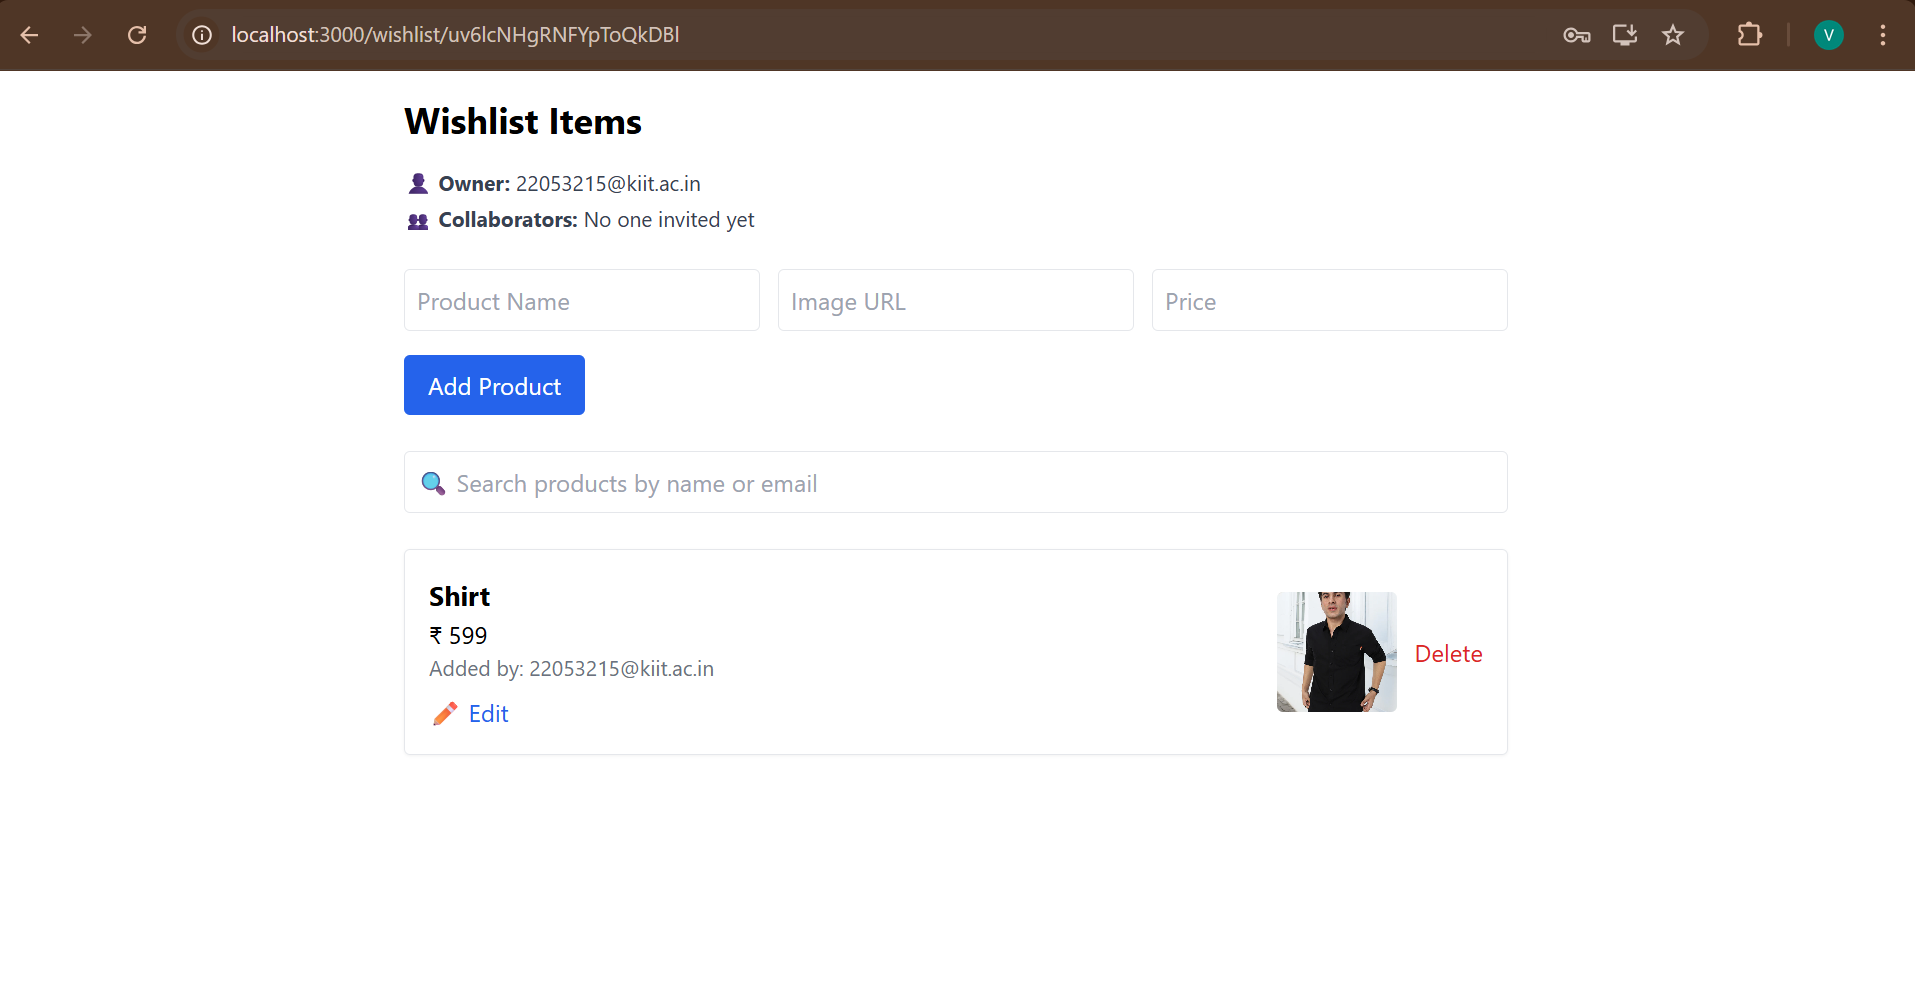 localhost:3000/wishlist/uv6lcNHgRNFYpToQkDBl
V
Wishlist Items
👤 Owner: 22053215@kiit.ac.in
👥 Collaborators: No one invited yet
Product Name
Image URL
Price
Add Product
🔍 Search products by name or email
Shirt
₹ 599
Added by: 22053215@kiit.ac.in
✏️ Edit
Delete